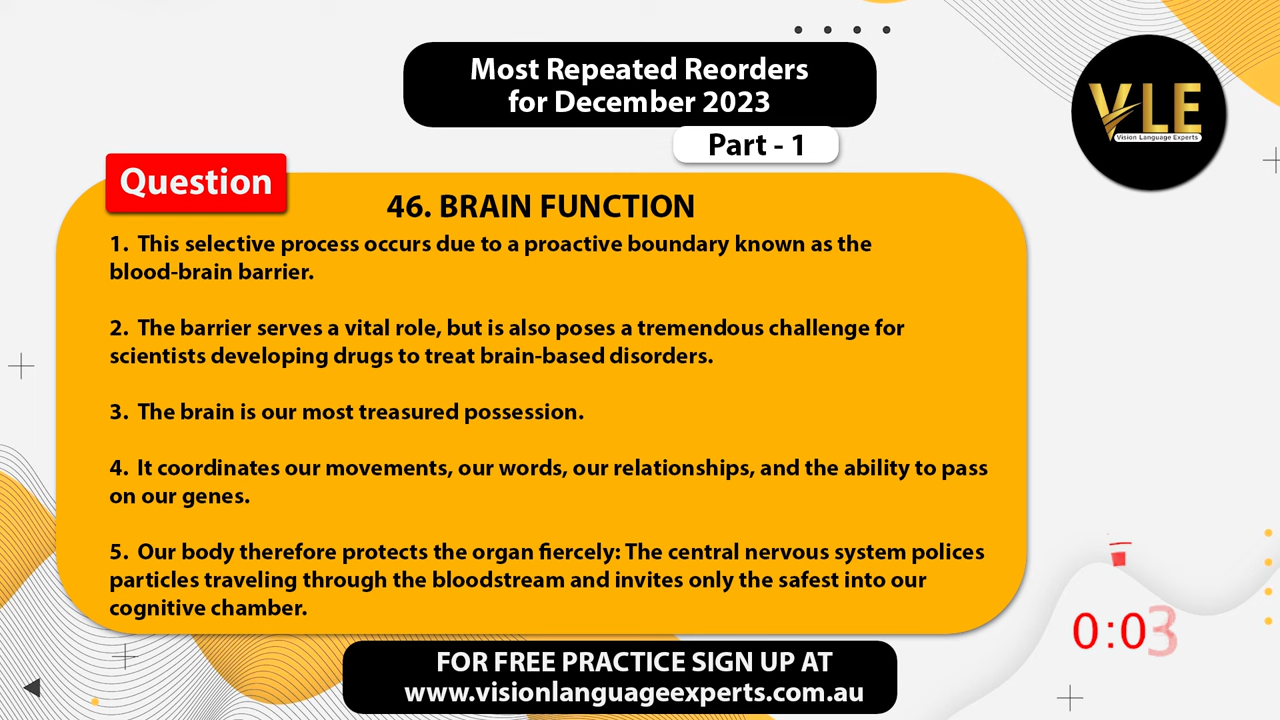 Most Repeated Reorders
for December 2023
Part - 1
VLE
Vision Language Experts
Question
46. BRAIN FUNCTION
1. This selective process occurs due to a proactive boundary known as the
blood-brain barrier.
2. The barrier serves a vital role, but is also poses a tremendous challenge for
scientists developing drugs to treat brain-based disorders.
3. The brain is our most treasured possession.
4. It coordinates our movements, our words, our relationships, and the ability to pass
on our genes.
5. Our body therefore protects the organ fiercely: The central nervous system polices
particles traveling through the bloodstream and invites only the safest into our
cognitive chamber.
0:03
FOR FREE PRACTICE SIGN UP AT
www.visionlanguageexperts.com.au